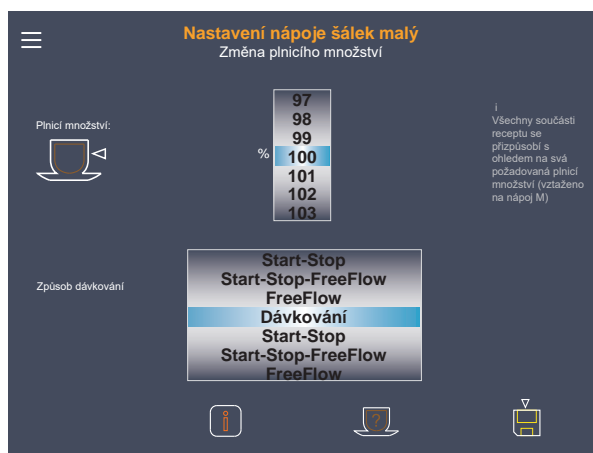 Nastavení nápoje šálek malý
Změna plnicího množství
Plnicí množství:
%
97
98
99
100
101
102
103
i
Všechny součásti
receptu se
přizpůsobí s
ohledem na svá
požadovaná plnicí
množství (vztaženo
na nápoj M)
Způsob dávkování
Start-Stop
Start-Stop-FreeFlow
FreeFlow
Dávkování
Start-Stop
Start-Stop-FreeFlow
FreeFlow
i
?